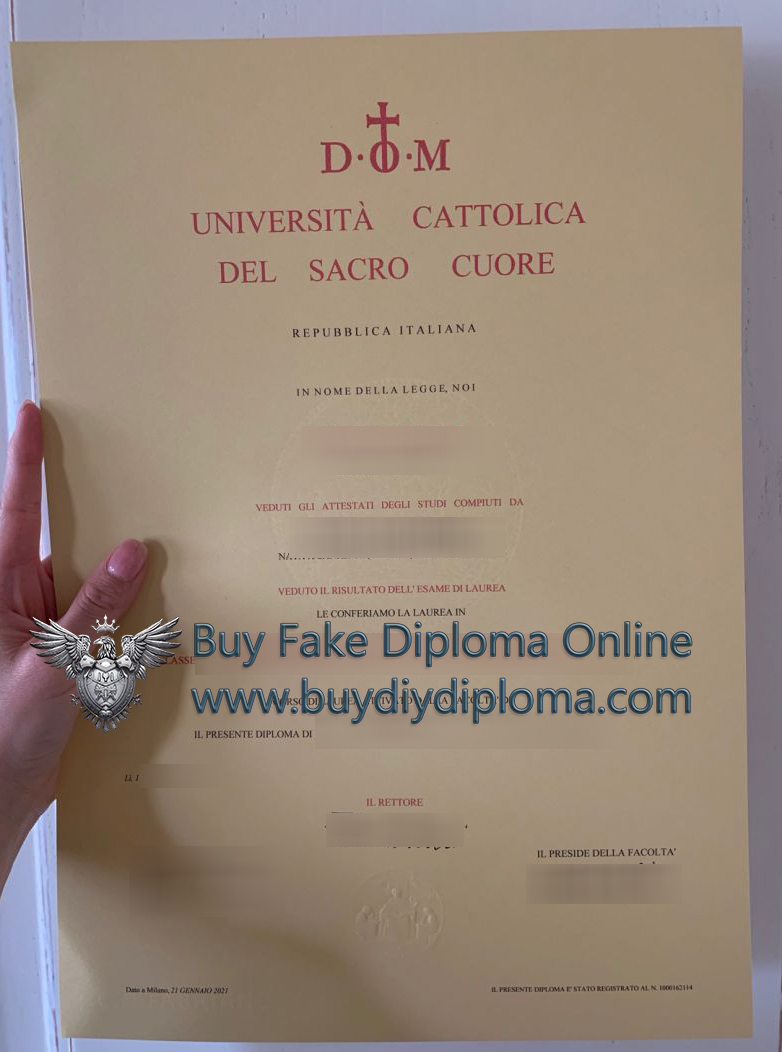 D·O·M
UNIVERSITÀ CATTOLICA
DEL SACRO CUORE
REPUBBLICA ITALIANA
IN NOME DELLA LEGGE, NOI
VEDUTI GLI ATTESTATI DEGLI STUDI COMPIUTI DA
VEDUTO IL RISULTATO DELL' ESAME DI LAUREA
LE CONFERIAMO LA LAUREA IN
Buy Fake Diploma Online
www.buydiydiploma.com
IL PRESENTE DIPLOMA DI
IL RETTORE
IL PRESIDE DELLA FACOLTA'
Dato a Milano, 21 GENNAIO 2021
IL PRESENTE DIPLOMA E' STATO REGISTRATO AL N. 1000162114